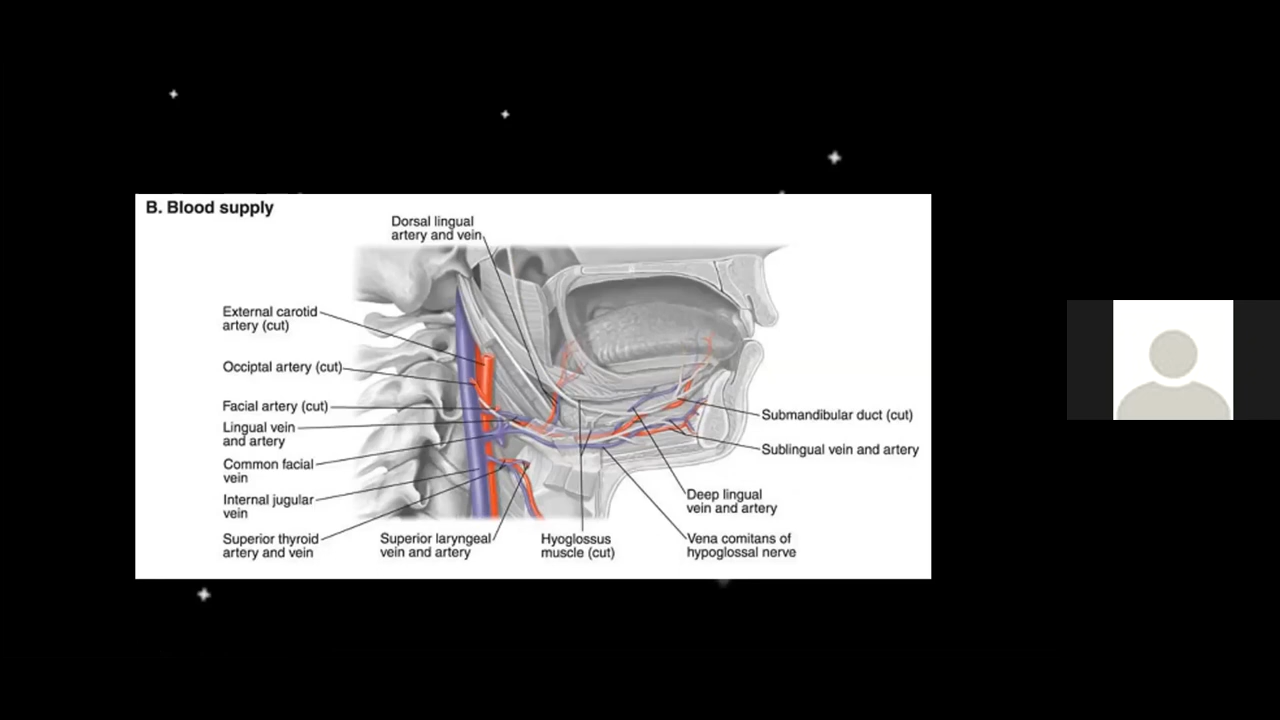 B. Blood supply
Dorsal lingual
artery and vein
External carotid
artery (cut)
Occiptal artery (cut)
Facial artery (cut)
Lingual vein
and artery
Common facial
vein
Internal jugular
vein
Superior thyroid
artery and vein
Superior laryngeal
vein and artery
Hyoglossus
muscle (cut)
Submandibular duct (cut)
Sublingual vein and artery
Deep lingual
vein and artery
Vena comitans of
hypoglossal nerve